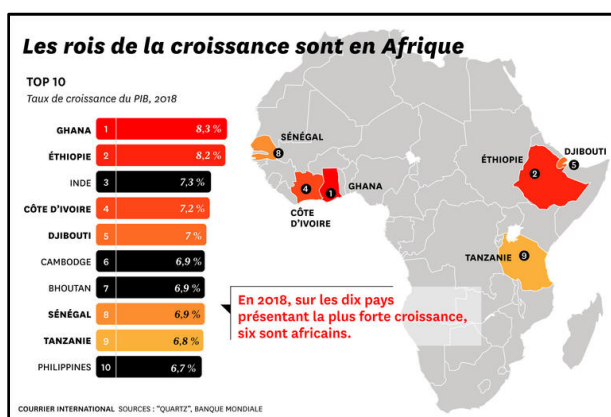 Les rois de la croissance sont en Afrique
TOP 10
Taux de croissance du PIB, 2018
GHANA 1 8,3 %
ÉTHIOPIE 2 8,2 %
INDE 3 7,3 %
CÔTE D'IVOIRE 4 7,2 %
DJIBOUTI 5 7 %
CAMBODGE 6 6,9 %
BHOUTAN 7 6,9 %
SÉNÉGAL 8 6,9 %
TANZANIE 9 6,8 %
PHILIPPINES 10 6,7 %
SÉNÉGAL
8
4
CÔTE
D'IVOIRE
1
GHANA
ÉTHIOPIE
2
DJIBOUTI
5
TANZANIE
9
En 2018, sur les dix pays
présentant la plus forte croissance,
six sont africains.
COURRIER INTERNATIONAL SOURCES : "QUARTZ", BANQUE MONDIALE